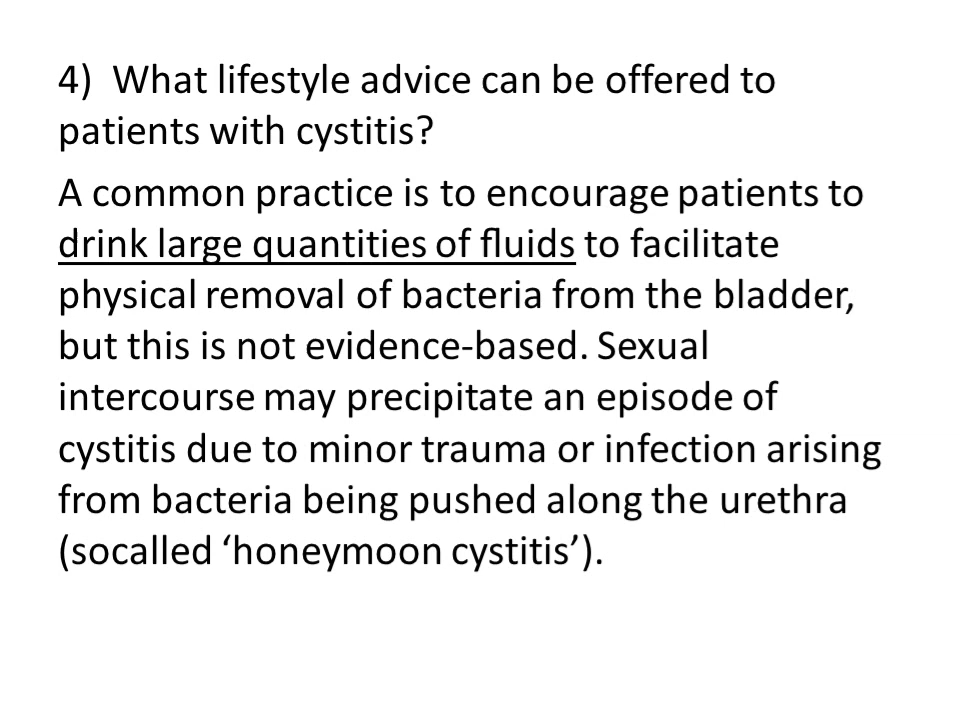 4)  What lifestyle advice can be offered to
patients with cystitis?
A common practice is to encourage patients to
drink large quantities of fluids to facilitate
physical removal of bacteria from the bladder,
but this is not evidence-based. Sexual
intercourse may precipitate an episode of
cystitis due to minor trauma or infection arising
from bacteria being pushed along the urethra
(socalled ‘honeymoon cystitis’).